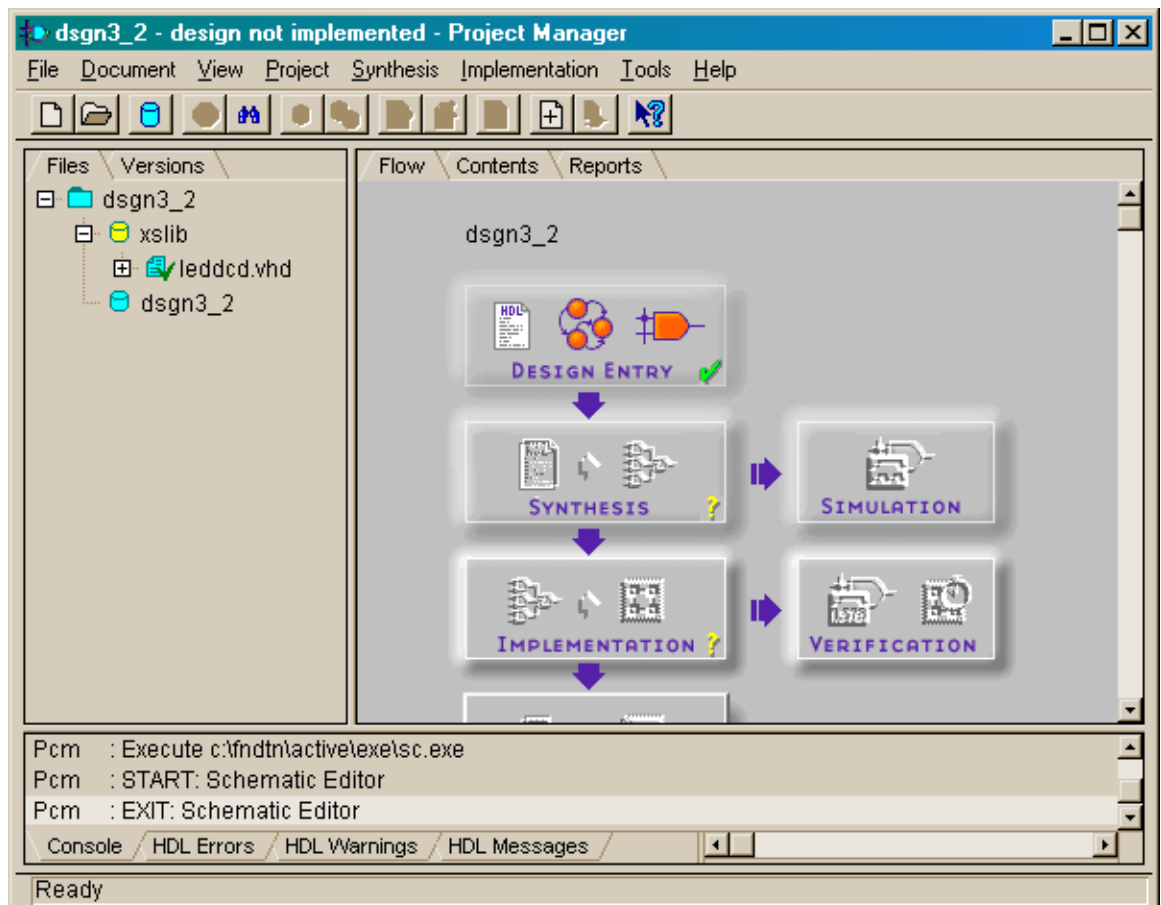 dsgn3_2 - design not implemented - Project Manager
File Document View Project Synthesis Implementation Tools Help
Files Versions
dsgn3_2
xslib
leddcd.vhd
dsgn3_2
Flow Contents Reports
dsgn3_2
HDL
DESIGN ENTRY
SYNTHESIS
SIMULATION
IMPLEMENTATION
VERIFICATION
Pcm : Execute c:\fndtn\active\exe\sc.exe
Pcm : START: Schematic Editor
Pcm : EXIT: Schematic Editor
Console HDL Errors HDL Warnings HDL Messages
Ready